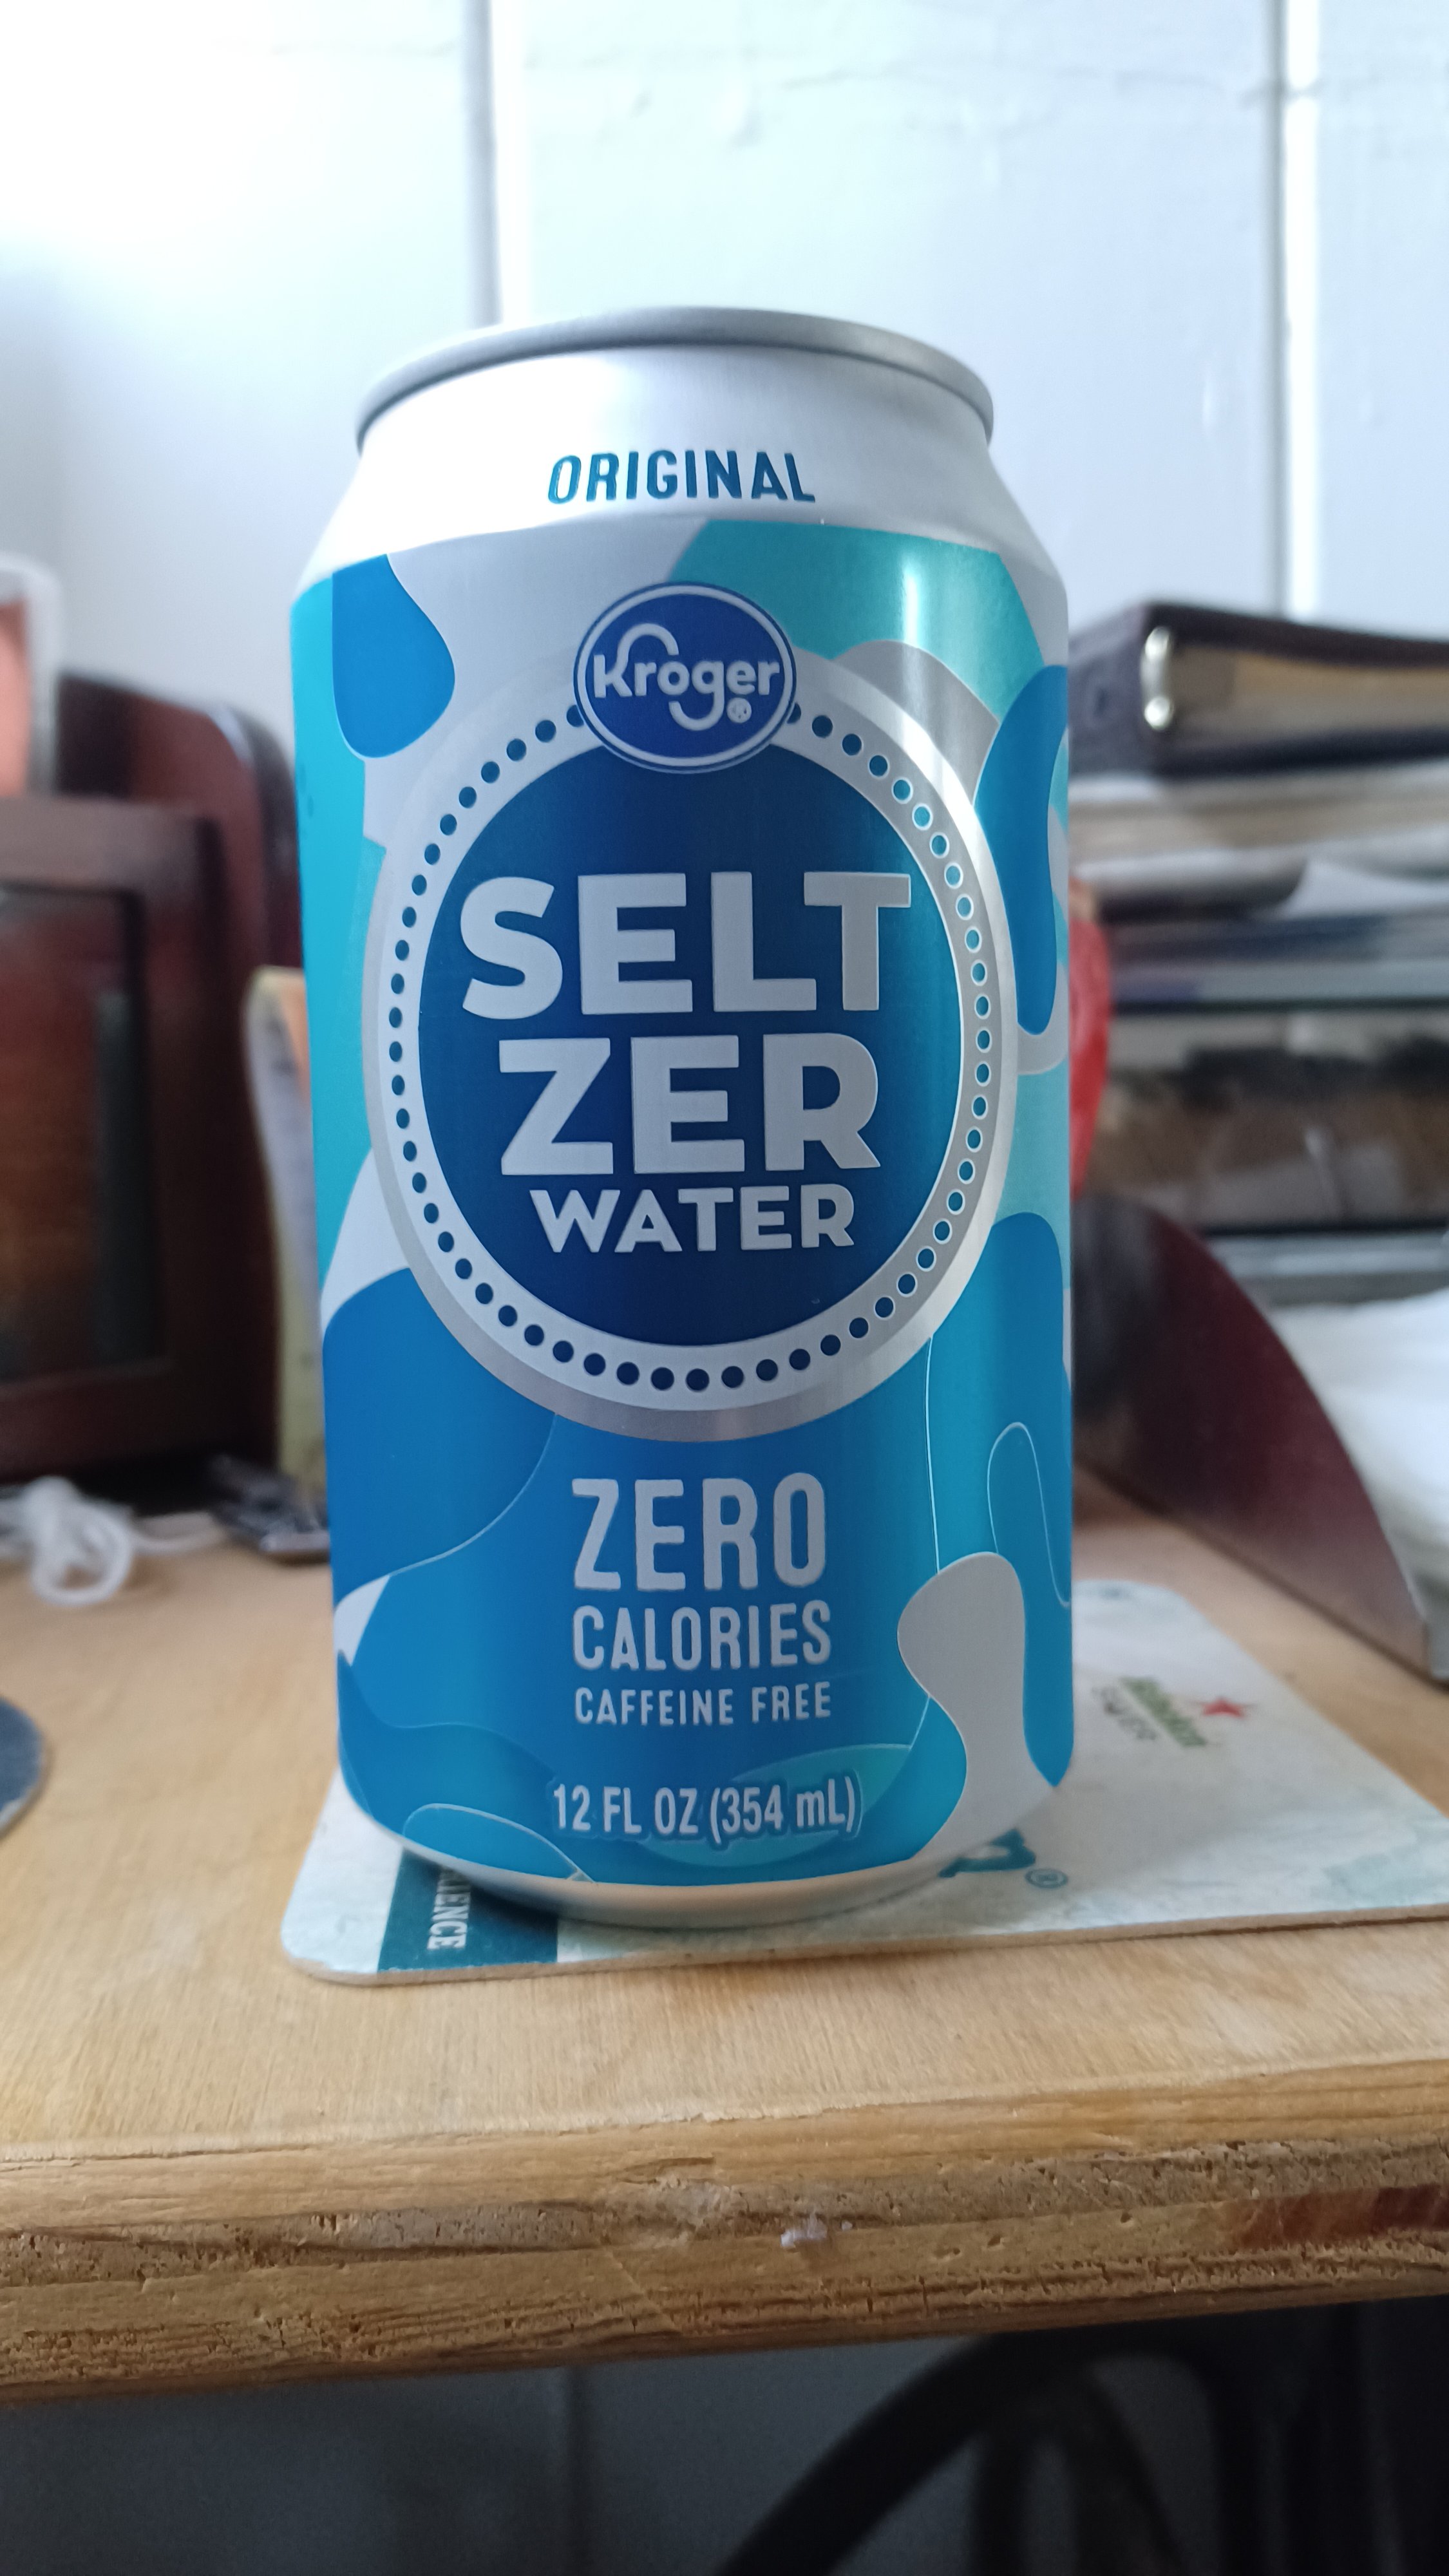 ORIGINAL
Kroger
SELT
ZER
WATER
ZERO
CALORIES
CAFFEINE FREE
12 FL OZ (354 mL)
®